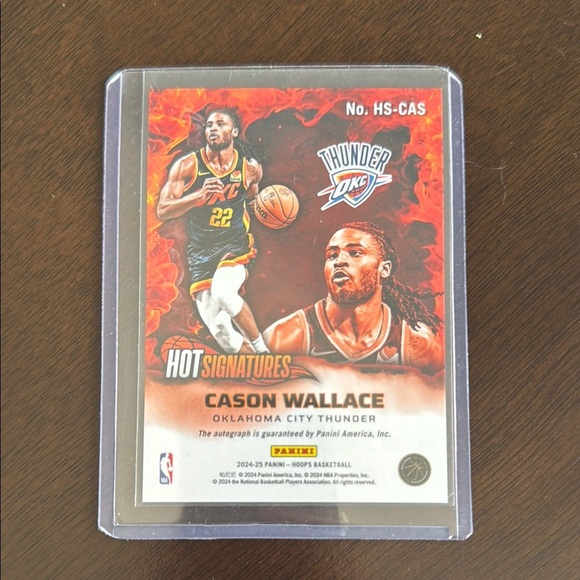 No. HS-CAS
THUNDER
OKC
OKC
22
HOT SIGNATURES
CASON WALLACE
OKLAHOMA CITY THUNDER
The autograph is guaranteed by Panini America, Inc.
PANINI
2024-25 PANINI – HOOPS BASKETBALL
© 2024 Panini America, Inc. © 2024 NBA Properties, Inc.
© 2024 the National Basketball Players Association. All rights reserved.